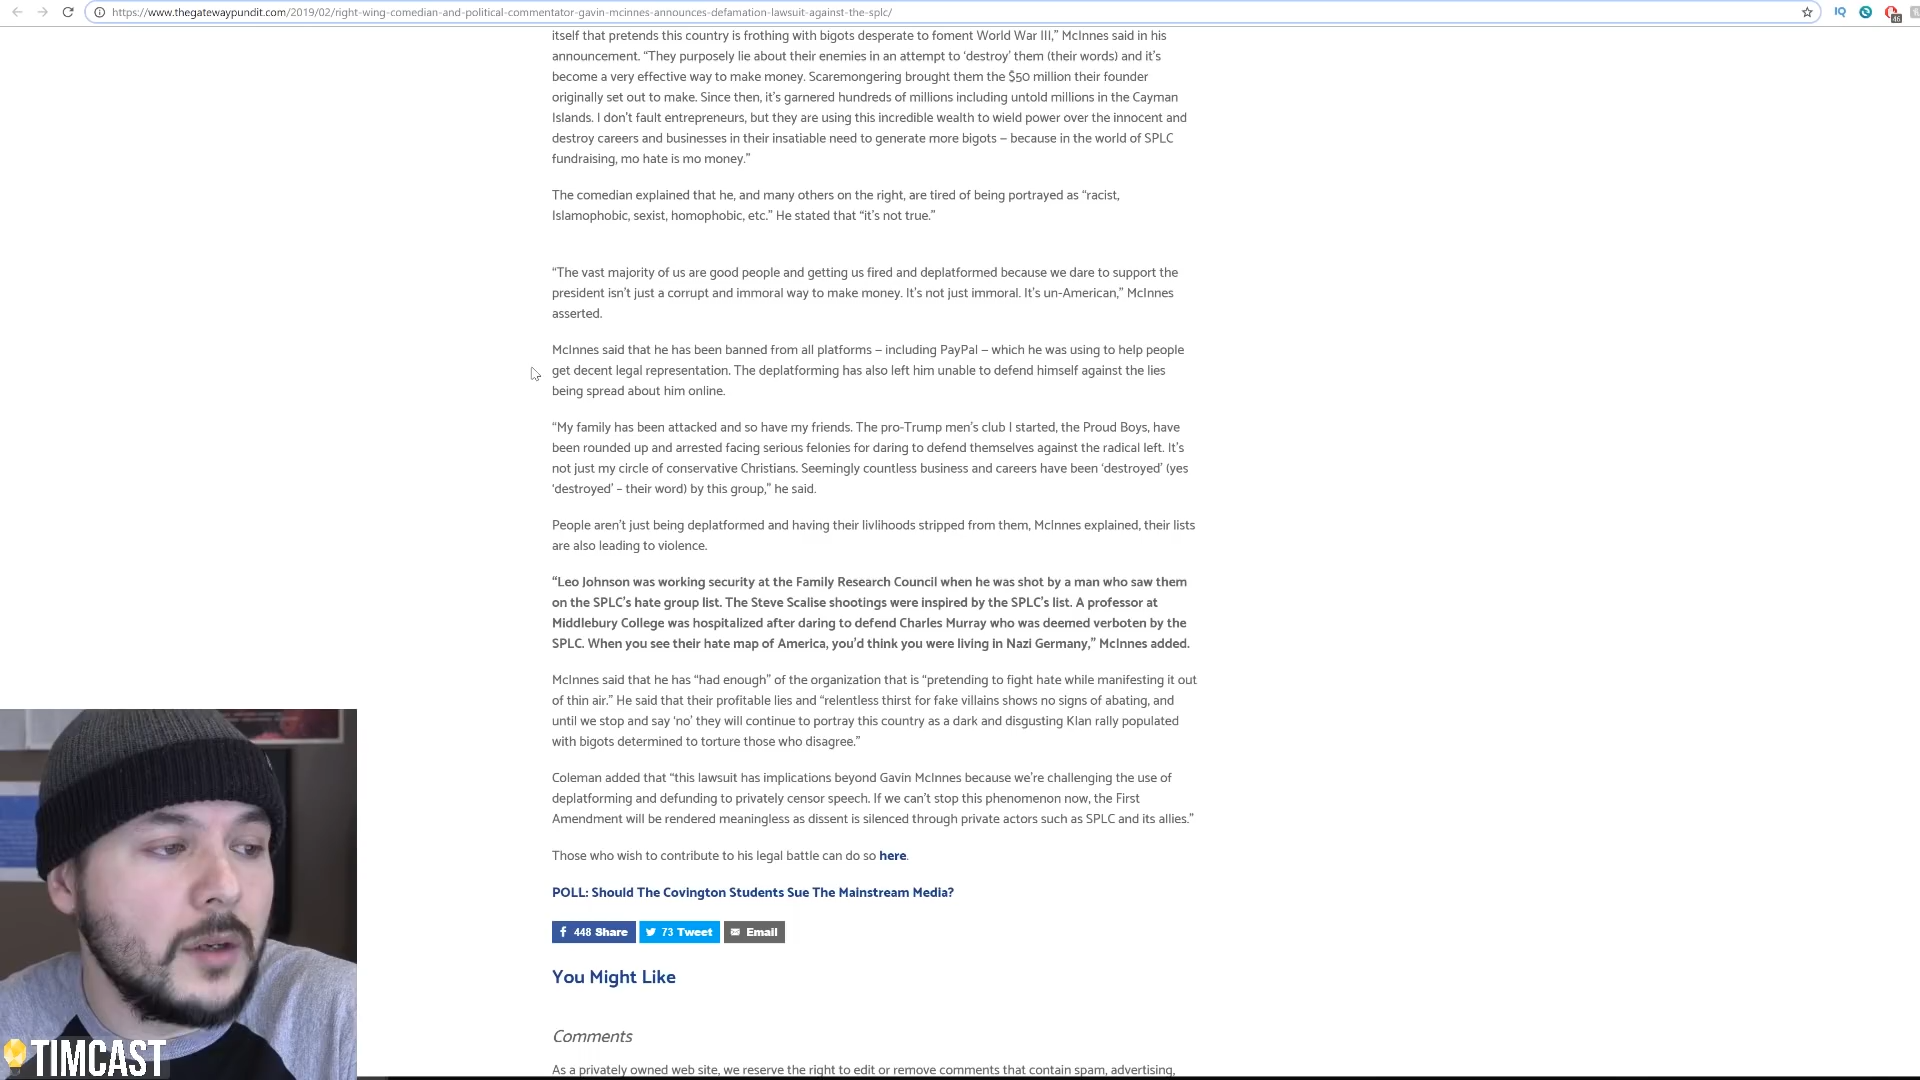 https://www.thegatewaypundit.com/2019/02/right-wing-comedian-and-political-commentator-gavin-mcinnes-announces-defamation-lawsuit-against-the-splc/
IQ
46
itself that pretends this country is frothing with bigots desperate to foment World War III,” McInnes said in his
announcement. “They purposely lie about their enemies in an attempt to ‘destroy’ them (their words) and it’s
become a very effective way to make money. Scaremongering brought them the $50 million their founder
originally set out to make. Since then, it’s garnered hundreds of millions including untold millions in the Cayman
Islands. I don’t fault entrepreneurs, but they are using this incredible wealth to wield power over the innocent and
destroy careers and businesses in their insatiable need to generate more bigots – because in the world of SPLC
fundraising, mo hate is mo money.”
The comedian explained that he, and many others on the right, are tired of being portrayed as “racist,
Islamophobic, sexist, homophobic, etc.” He stated that “it’s not true.”
“The vast majority of us are good people and getting us fired and deplatformed because we dare to support the
president isn’t just a corrupt and immoral way to make money. It’s not just immoral. It’s un-American,” McInnes
asserted.
McInnes said that he has been banned from all platforms – including PayPal – which he was using to help people
get decent legal representation. The deplatforming has also left him unable to defend himself against the lies
being spread about him online.
“My family has been attacked and so have my friends. The pro-Trump men’s club I started, the Proud Boys, have
been rounded up and arrested facing serious felonies for daring to defend themselves against the radical left. It’s
not just my circle of conservative Christians. Seemingly countless business and careers have been ‘destroyed’ (yes
‘destroyed’ – their word) by this group,” he said.
People aren’t just being deplatformed and having their livlihoods stripped from them, McInnes explained, their lists
are also leading to violence.
“Leo Johnson was working security at the Family Research Council when he was shot by a man who saw them
on the SPLC’s hate group list. The Steve Scalise shootings were inspired by the SPLC’s list. A professor at
Middlebury College was hospitalized after daring to defend Charles Murray who was deemed verboten by the
SPLC. When you see their hate map of America, you’d think you were living in Nazi Germany,” McInnes added.
McInnes said that he has “had enough” of the organization that is “pretending to fight hate while manifesting it out
of thin air.” He said that their profitable lies and “relentless thirst for fake villains shows no signs of abating, and
until we stop and say ‘no’ they will continue to portray this country as a dark and disgusting Klan rally populated
with bigots determined to torture those who disagree.”
Coleman added that “this lawsuit has implications beyond Gavin McInnes because we’re challenging the use of
deplatforming and defunding to privately censor speech. If we can’t stop this phenomenon now, the First
Amendment will be rendered meaningless as dissent is silenced through private actors such as SPLC and its allies.”
Those who wish to contribute to his legal battle can do so here.
POLL: Should The Covington Students Sue The Mainstream Media?
448 Share 73 Tweet Email
You Might Like
Comments
As a privately owned web site, we reserve the right to edit or remove comments that contain spam, advertising,
TIMCAST